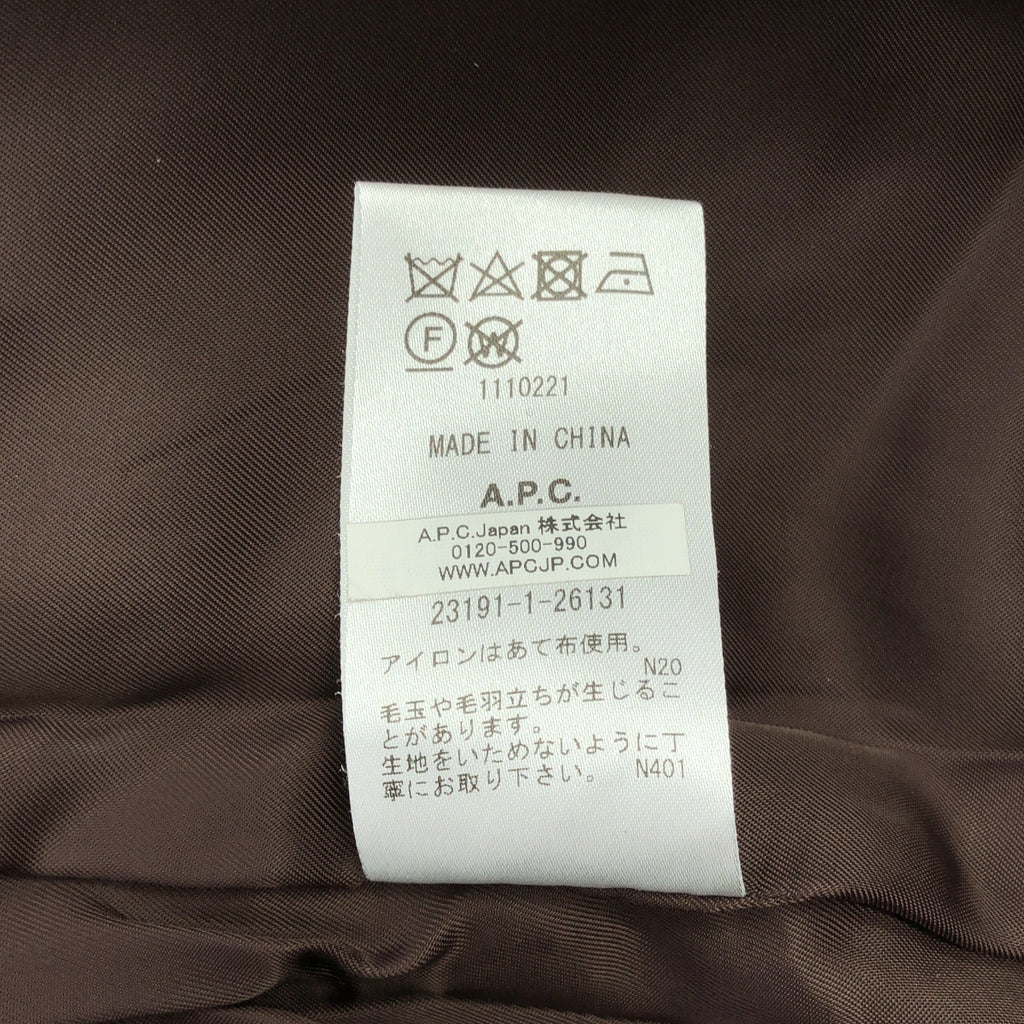 F W
1110221
MADE IN CHINA
A.P.C.
A.P.C.Japan 株式会社
0120-500-990
WWW.APCJP.COM
23191-1-26131
アイロンはあて布使用。
N20
毛玉や毛羽立ちが生じるこ
とがあります。
生地をいためないように丁
寧にお取り下さい。 N401